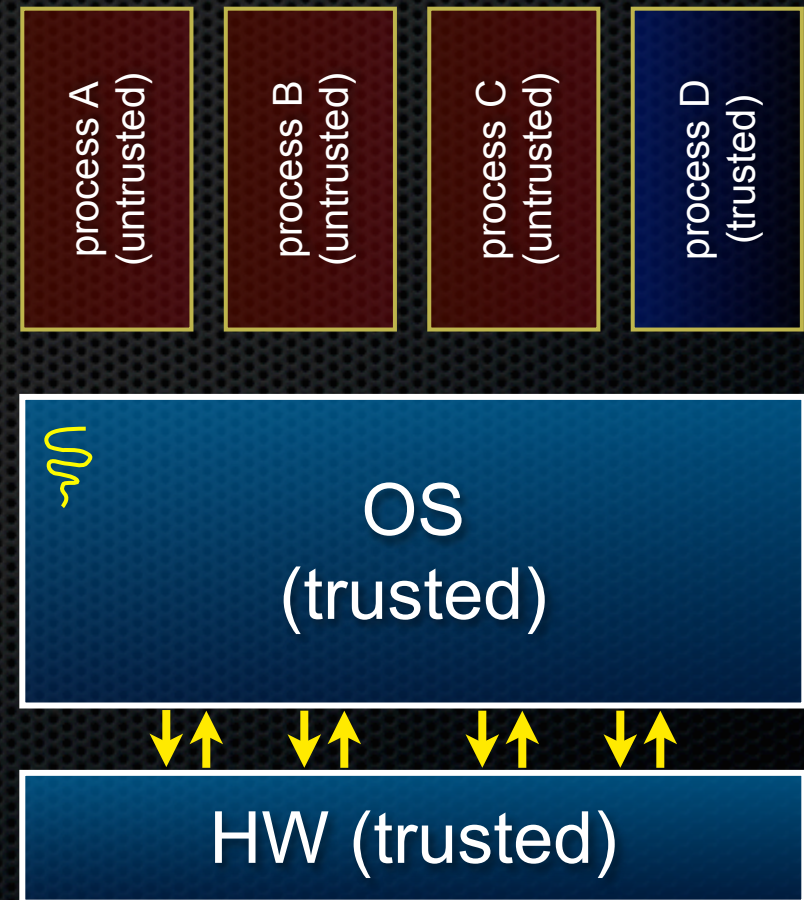 process A
(untrusted)
process B
(untrusted)
process C
(untrusted)
process D
(trusted)
OS
(trusted)
HW (trusted)